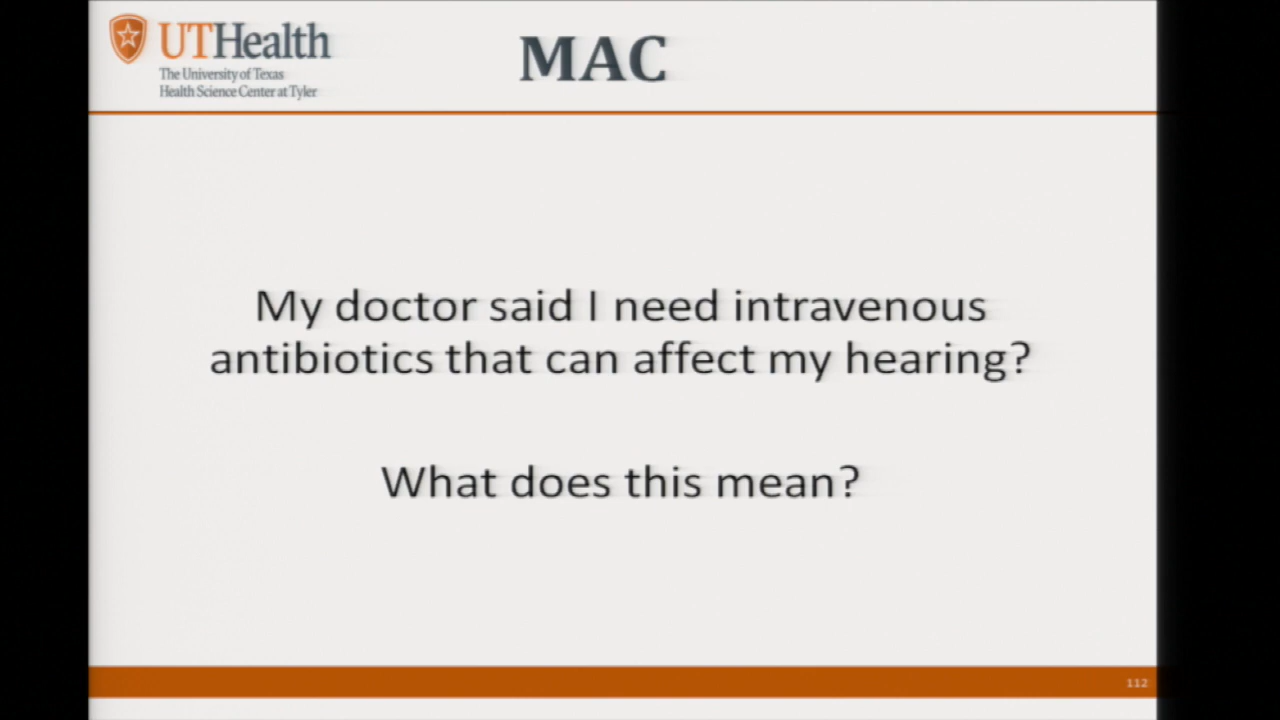 UTHealth
The University of Texas
Health Science Center at Tyler
MAC
My doctor said I need intravenous
antibiotics that can affect my hearing?
What does this mean?
112